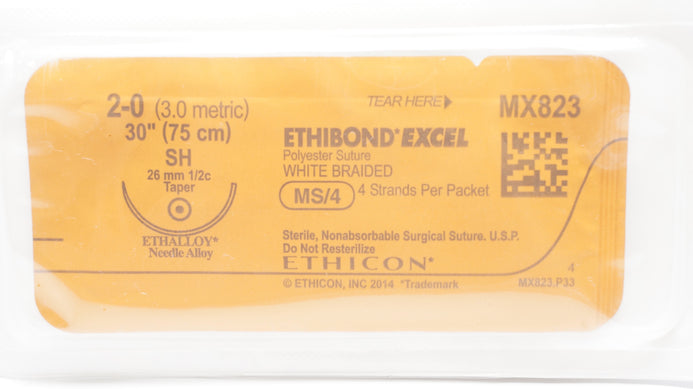 2-0 (3.0 metric)
30" (75 cm)
SH
26 mm 1/2c
Taper
ETHALLOY*
Needle Alloy
TEAR HERE
ETHIBOND*EXCEL
Polyester Suture
WHITE BRAIDED
MS/4 4 Strands Per Packet
Sterile, Nonabsorbable Surgical Suture. U.S.P.
Do Not Resterilize
ETHICON*
© ETHICON, INC 2014 *Trademark
MX823
4
MX823.P33